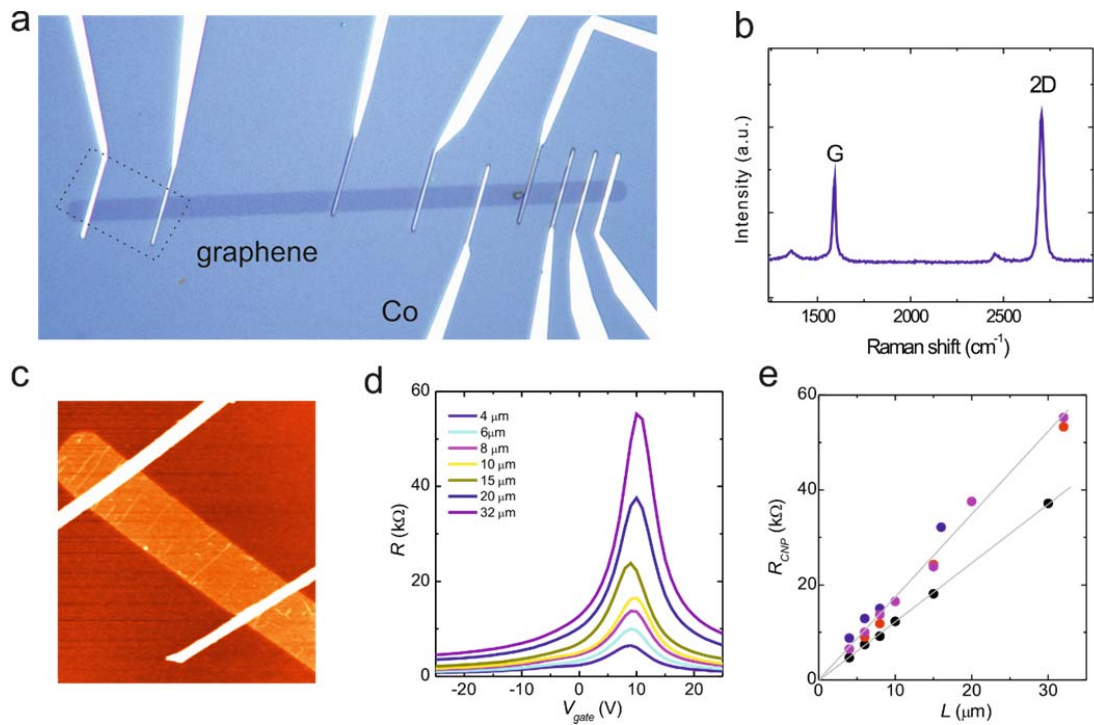 a
graphene
Co
b
Intensity (a.u.)
G
2D
1500 2000 2500
Raman shift (cm⁻¹)
c
d
R (kΩ)
60
40
20
0
4 μm
6μm
8 μm
10 μm
15 μm
20 μm
32 μm
-20 -10 0 10 20
V_gate (V)
e
R_CNP (kΩ)
60
40
20
0
0 10 20 30
L (μm)